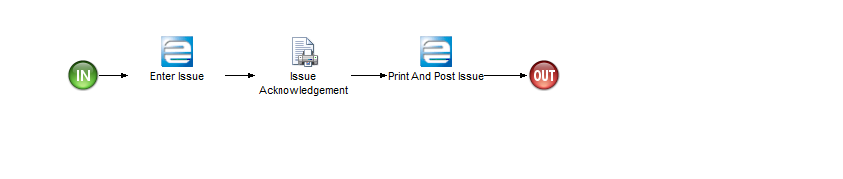 IN
Enter Issue
Issue
Acknowledgement
Print And Post Issue
OUT